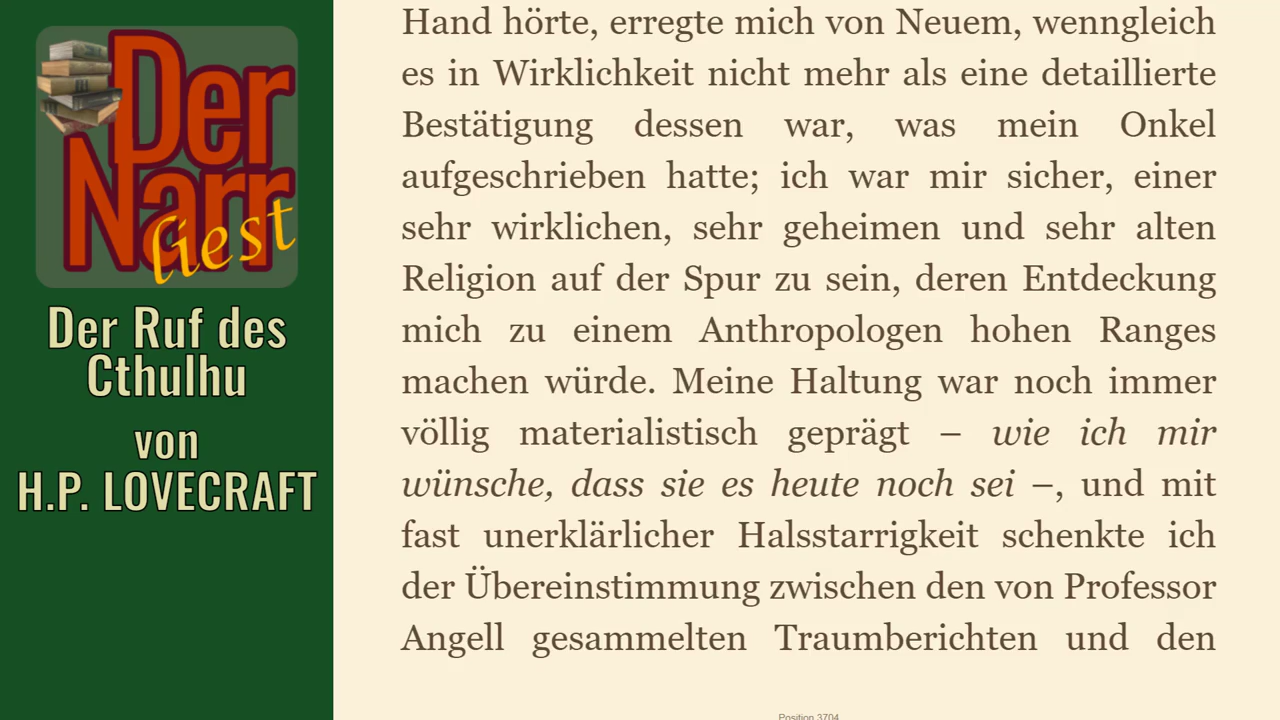 Der
Narr
liest
Der Ruf des
Cthulhu
von
H.P. LOVECRAFT
Hand hörte, erregte mich von Neuem, wenngleich
es in Wirklichkeit nicht mehr als eine detaillierte
Bestätigung dessen war, was mein Onkel
aufgeschrieben hatte; ich war mir sicher, einer
sehr wirklichen, sehr geheimen und sehr alten
Religion auf der Spur zu sein, deren Entdeckung
mich zu einem Anthropologen hohen Ranges
machen würde. Meine Haltung war noch immer
völlig materialistisch geprägt – wie ich mir
wünsche, dass sie es heute noch sei –, und mit
fast unerklärlicher Halsstarrigkeit schenkte ich
der Übereinstimmung zwischen den von Professor
Angell gesammelten Traumberichten und den
Position 3704